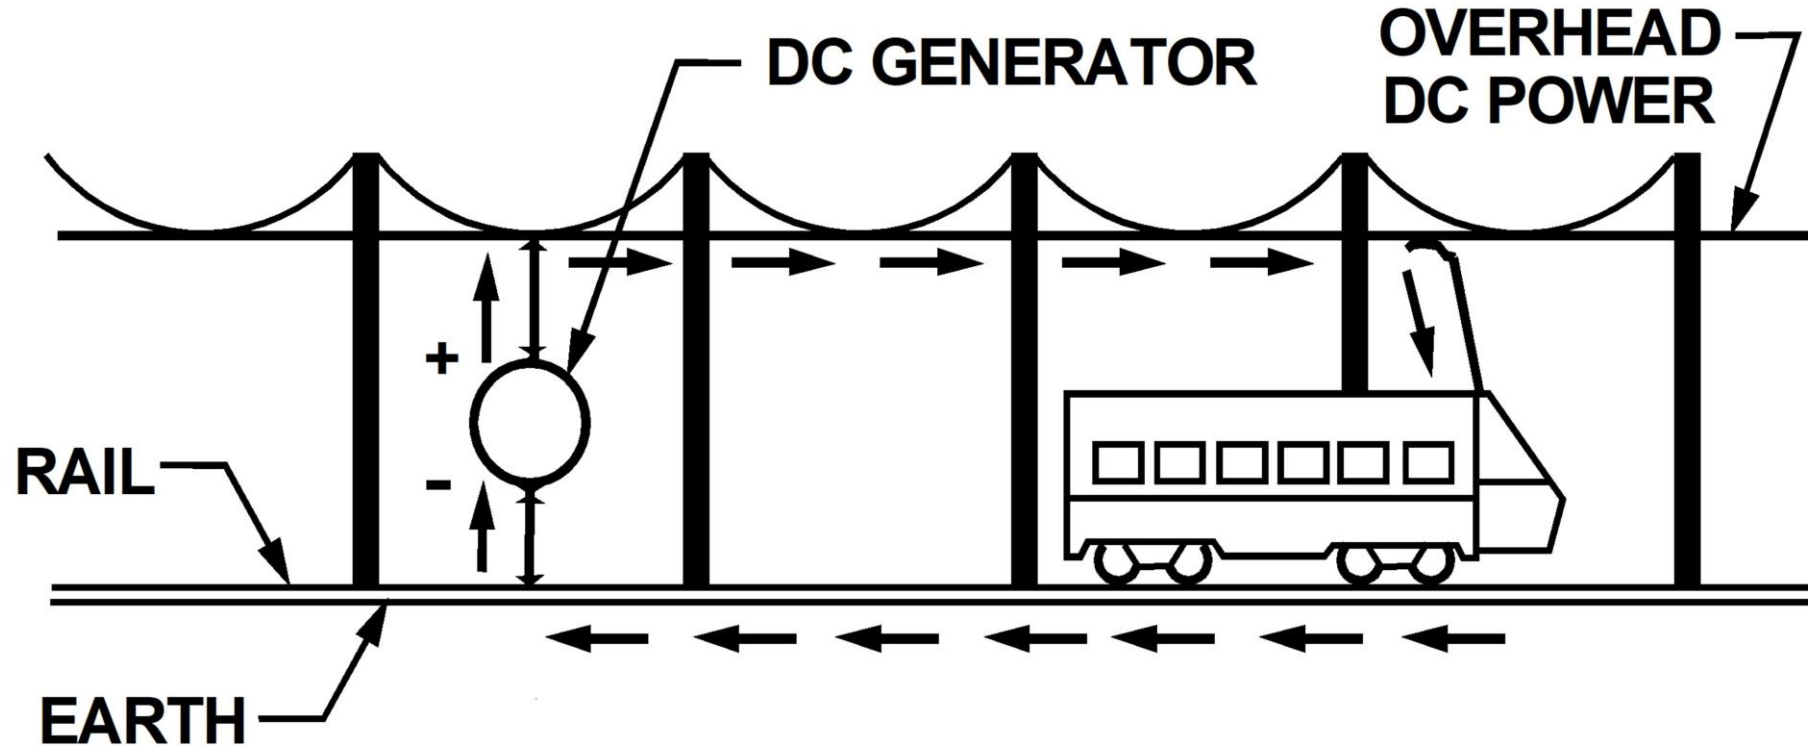 DC GENERATOR
OVERHEAD
DC POWER
+
-
RAIL
EARTH